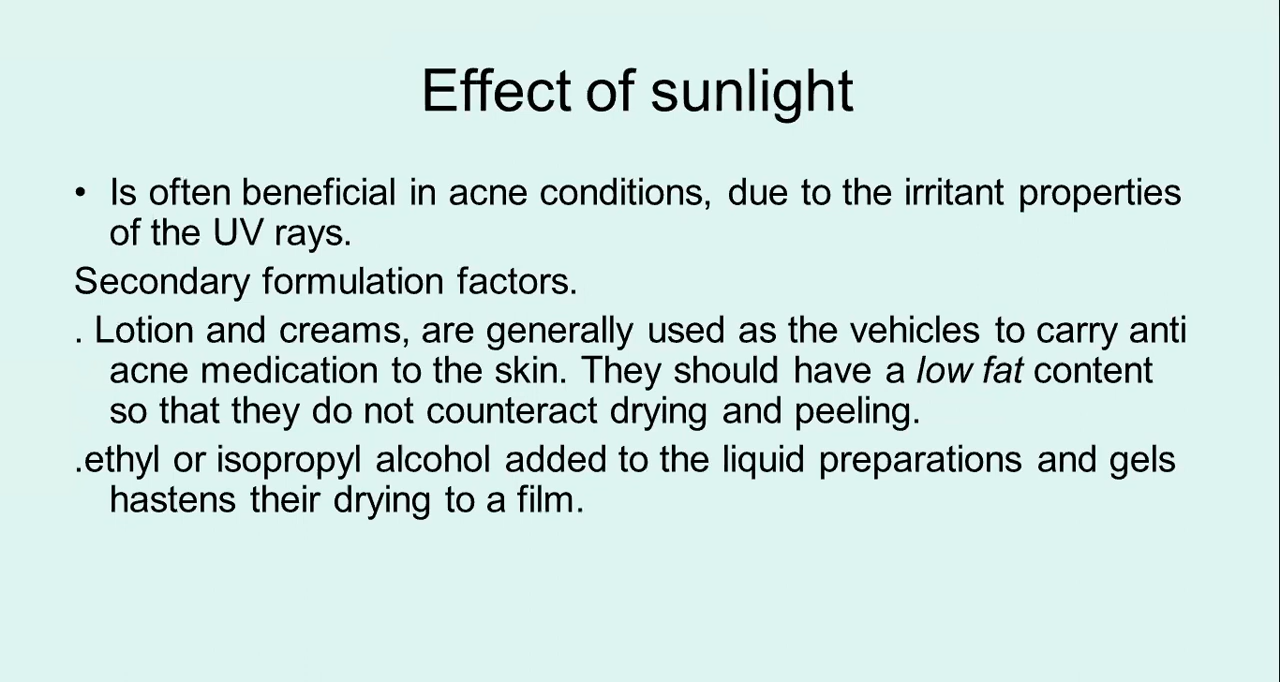 Effect of sunlight
• Is often beneficial in acne conditions, due to the irritant properties
of the UV rays.
Secondary formulation factors.
. Lotion and creams, are generally used as the vehicles to carry anti
acne medication to the skin. They should have a low fat content
so that they do not counteract drying and peeling.
.ethyl or isopropyl alcohol added to the liquid preparations and gels
hastens their drying to a film.